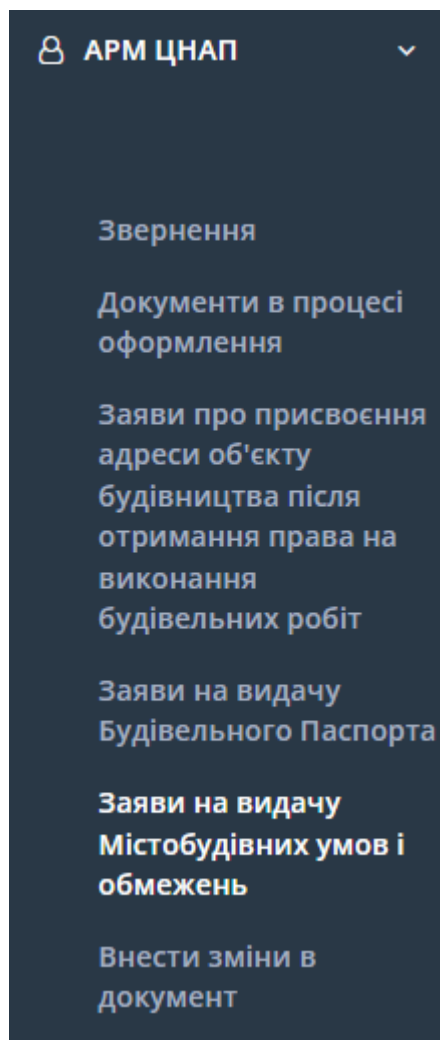 АРМ ЦНАП
Звернення
Документи в процесі
оформлення
Заяви про присвоєння
адреси об'єкту
будівництва після
отримання права на
виконання
будівельних робіт
Заяви на видачу
Будівельного Паспорта
Заяви на видачу
Містобудівних умов і
обмежень
Внести зміни в
документ